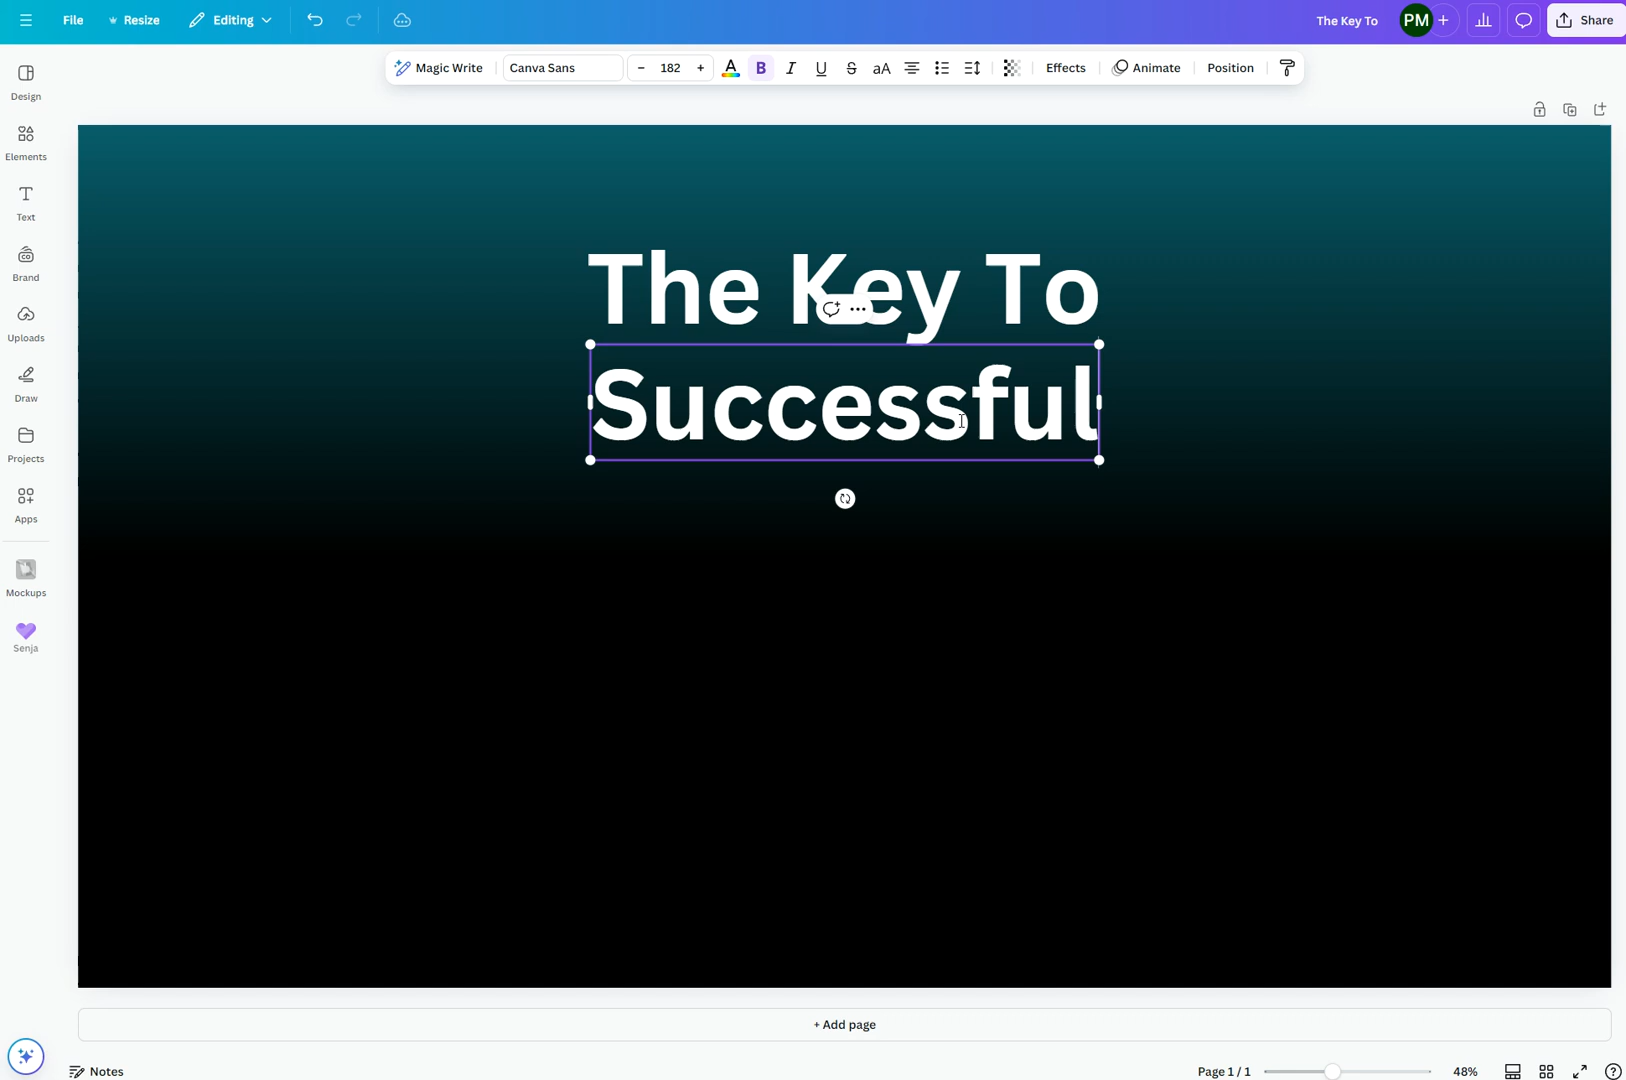 File Resize Editing The Key To PM + Share
Magic Write Canva Sans - 182 + A B I U S aA Effects Animate Position
Design
Elements
Text
Brand
Uploads
Draw
Projects
Apps
Mockups
Senja
The Key To
Successful
+ Add page
Notes Page 1 / 1 48%